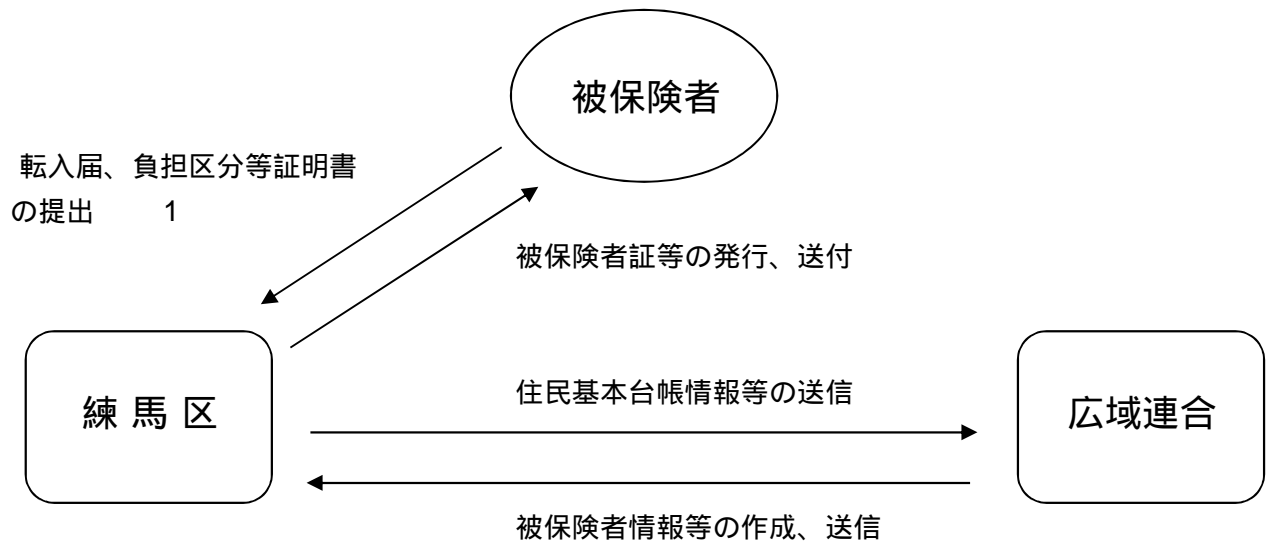 被保険者
転入届、負担区分等証明書
の提出　　1
被保険者証等の発行、送付
住民基本台帳情報等の送信
練 馬 区
広域連合
被保険者情報等の作成、送信